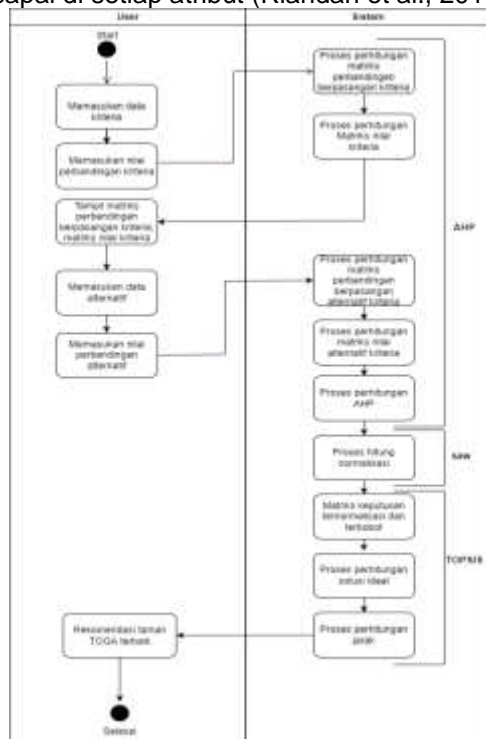 capai di setiap atribut (Riandari et al., 201
User
Sistem
Start
Memasukan data
kriteria
Memasukan nilai
perbandingan kriteria
Tampil matriks
perbandingan
berpasangan kriteria,
matriks nilai kriteria
Memasukan data
alternatif
Memasukan nilai
perbandingan
alternatif
Rekomendasi taman
TOGA terbaik
Selesai
Proses perhitungan
matriks
perbandingan
berpasangan kriteria
Proses perhitungan
Matriks nilai
kriteria
Proses perhitungan
matriks
perbandingan
berpasangan
alternatif kriteria
Proses perhitungan
matriks nilai
alternatif kriteria
Proses perhitungan
AHP
Proses hitung
normalisasi
Matriks keputusan
ternormalisasi dan
terbobot
Proses perhitungan
solusi ideal
Proses perhitungan
AHP
saw
TOPSIS